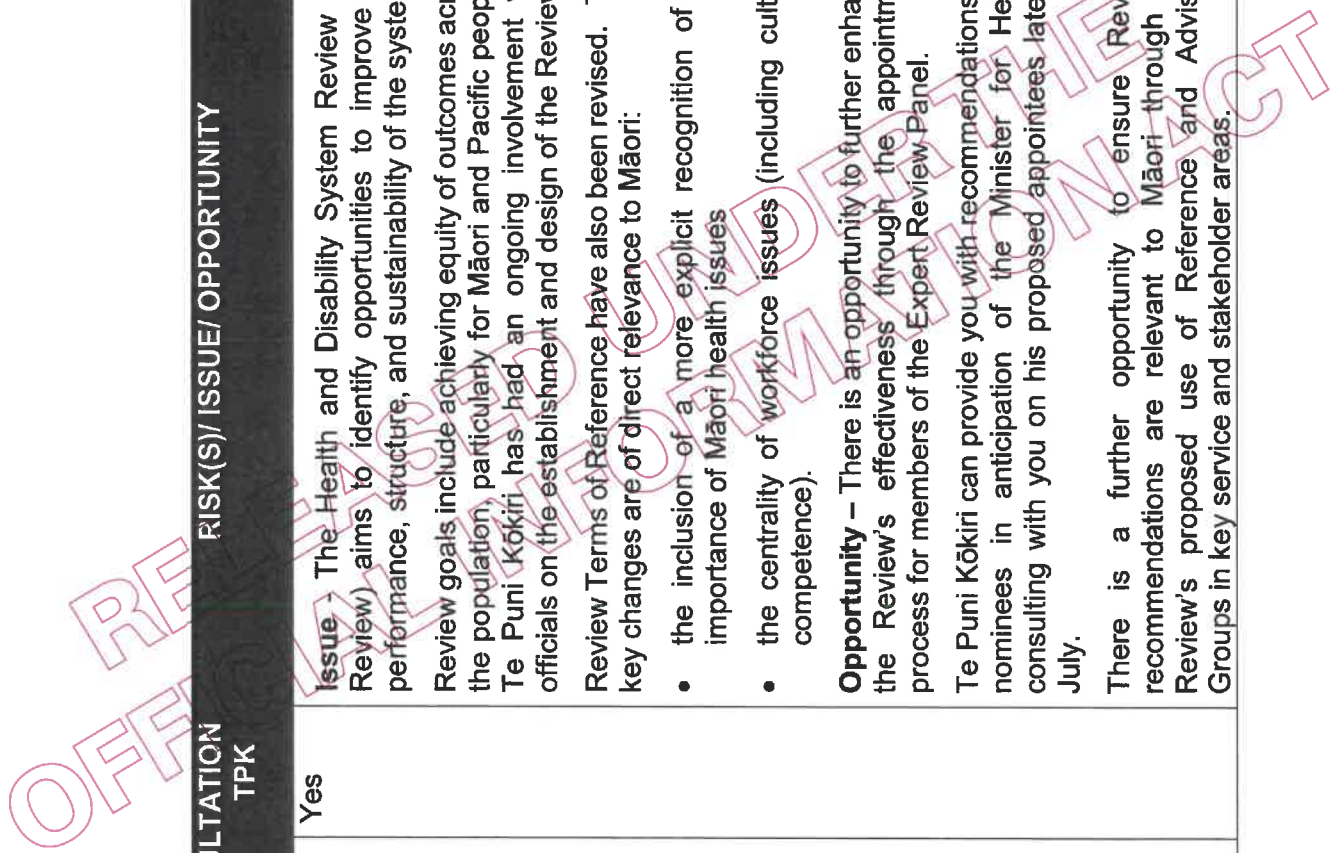 RELEASED UNDER THE
OFFICIAL INFORMATION ACT
LTATION
TPK
RISK(S)/ ISSUE/ OPPORTUNITY
Yes
Issue - The Health and Disability System Review
Review) aims to identify opportunities to improve
performance, structure, and sustainability of the syste
Review goals include achieving equity of outcomes acr
the population, particularly for Māori and Pacific peop
Te Puni Kōkiri has had an ongoing involvement
officials on the establishment and design of the Review
Review Terms of Reference have also been revised.
key changes are of direct relevance to Māori:
• the inclusion of a more explicit recognition of
importance of Māori health issues
• the centrality of workforce issues (including cult
competence).
Opportunity – There is an opportunity to further enha
the Review's effectiveness through the appointm
process for members of the Expert Review Panel.
Te Puni Kōkiri can provide you with recommendations
nominees in anticipation of the Minister for He
consulting with you on his proposed appointees late
July.
There is a further opportunity to ensure Rev
recommendations are relevant to Māori through
Review's proposed use of Reference and Advis
Groups in key service and stakeholder areas.